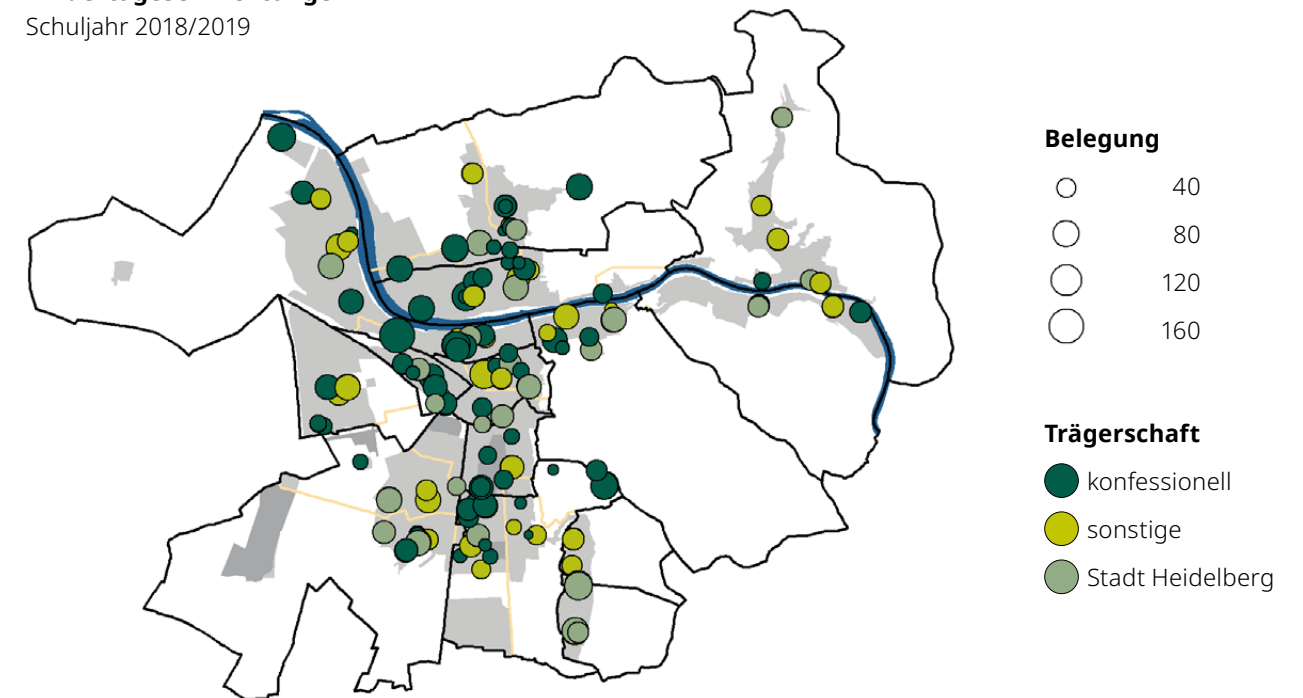 Schuljahr 2018/2019
Belegung
40
80
120
160
Trägerschaft
konfessionell
sonstige
Stadt Heidelberg